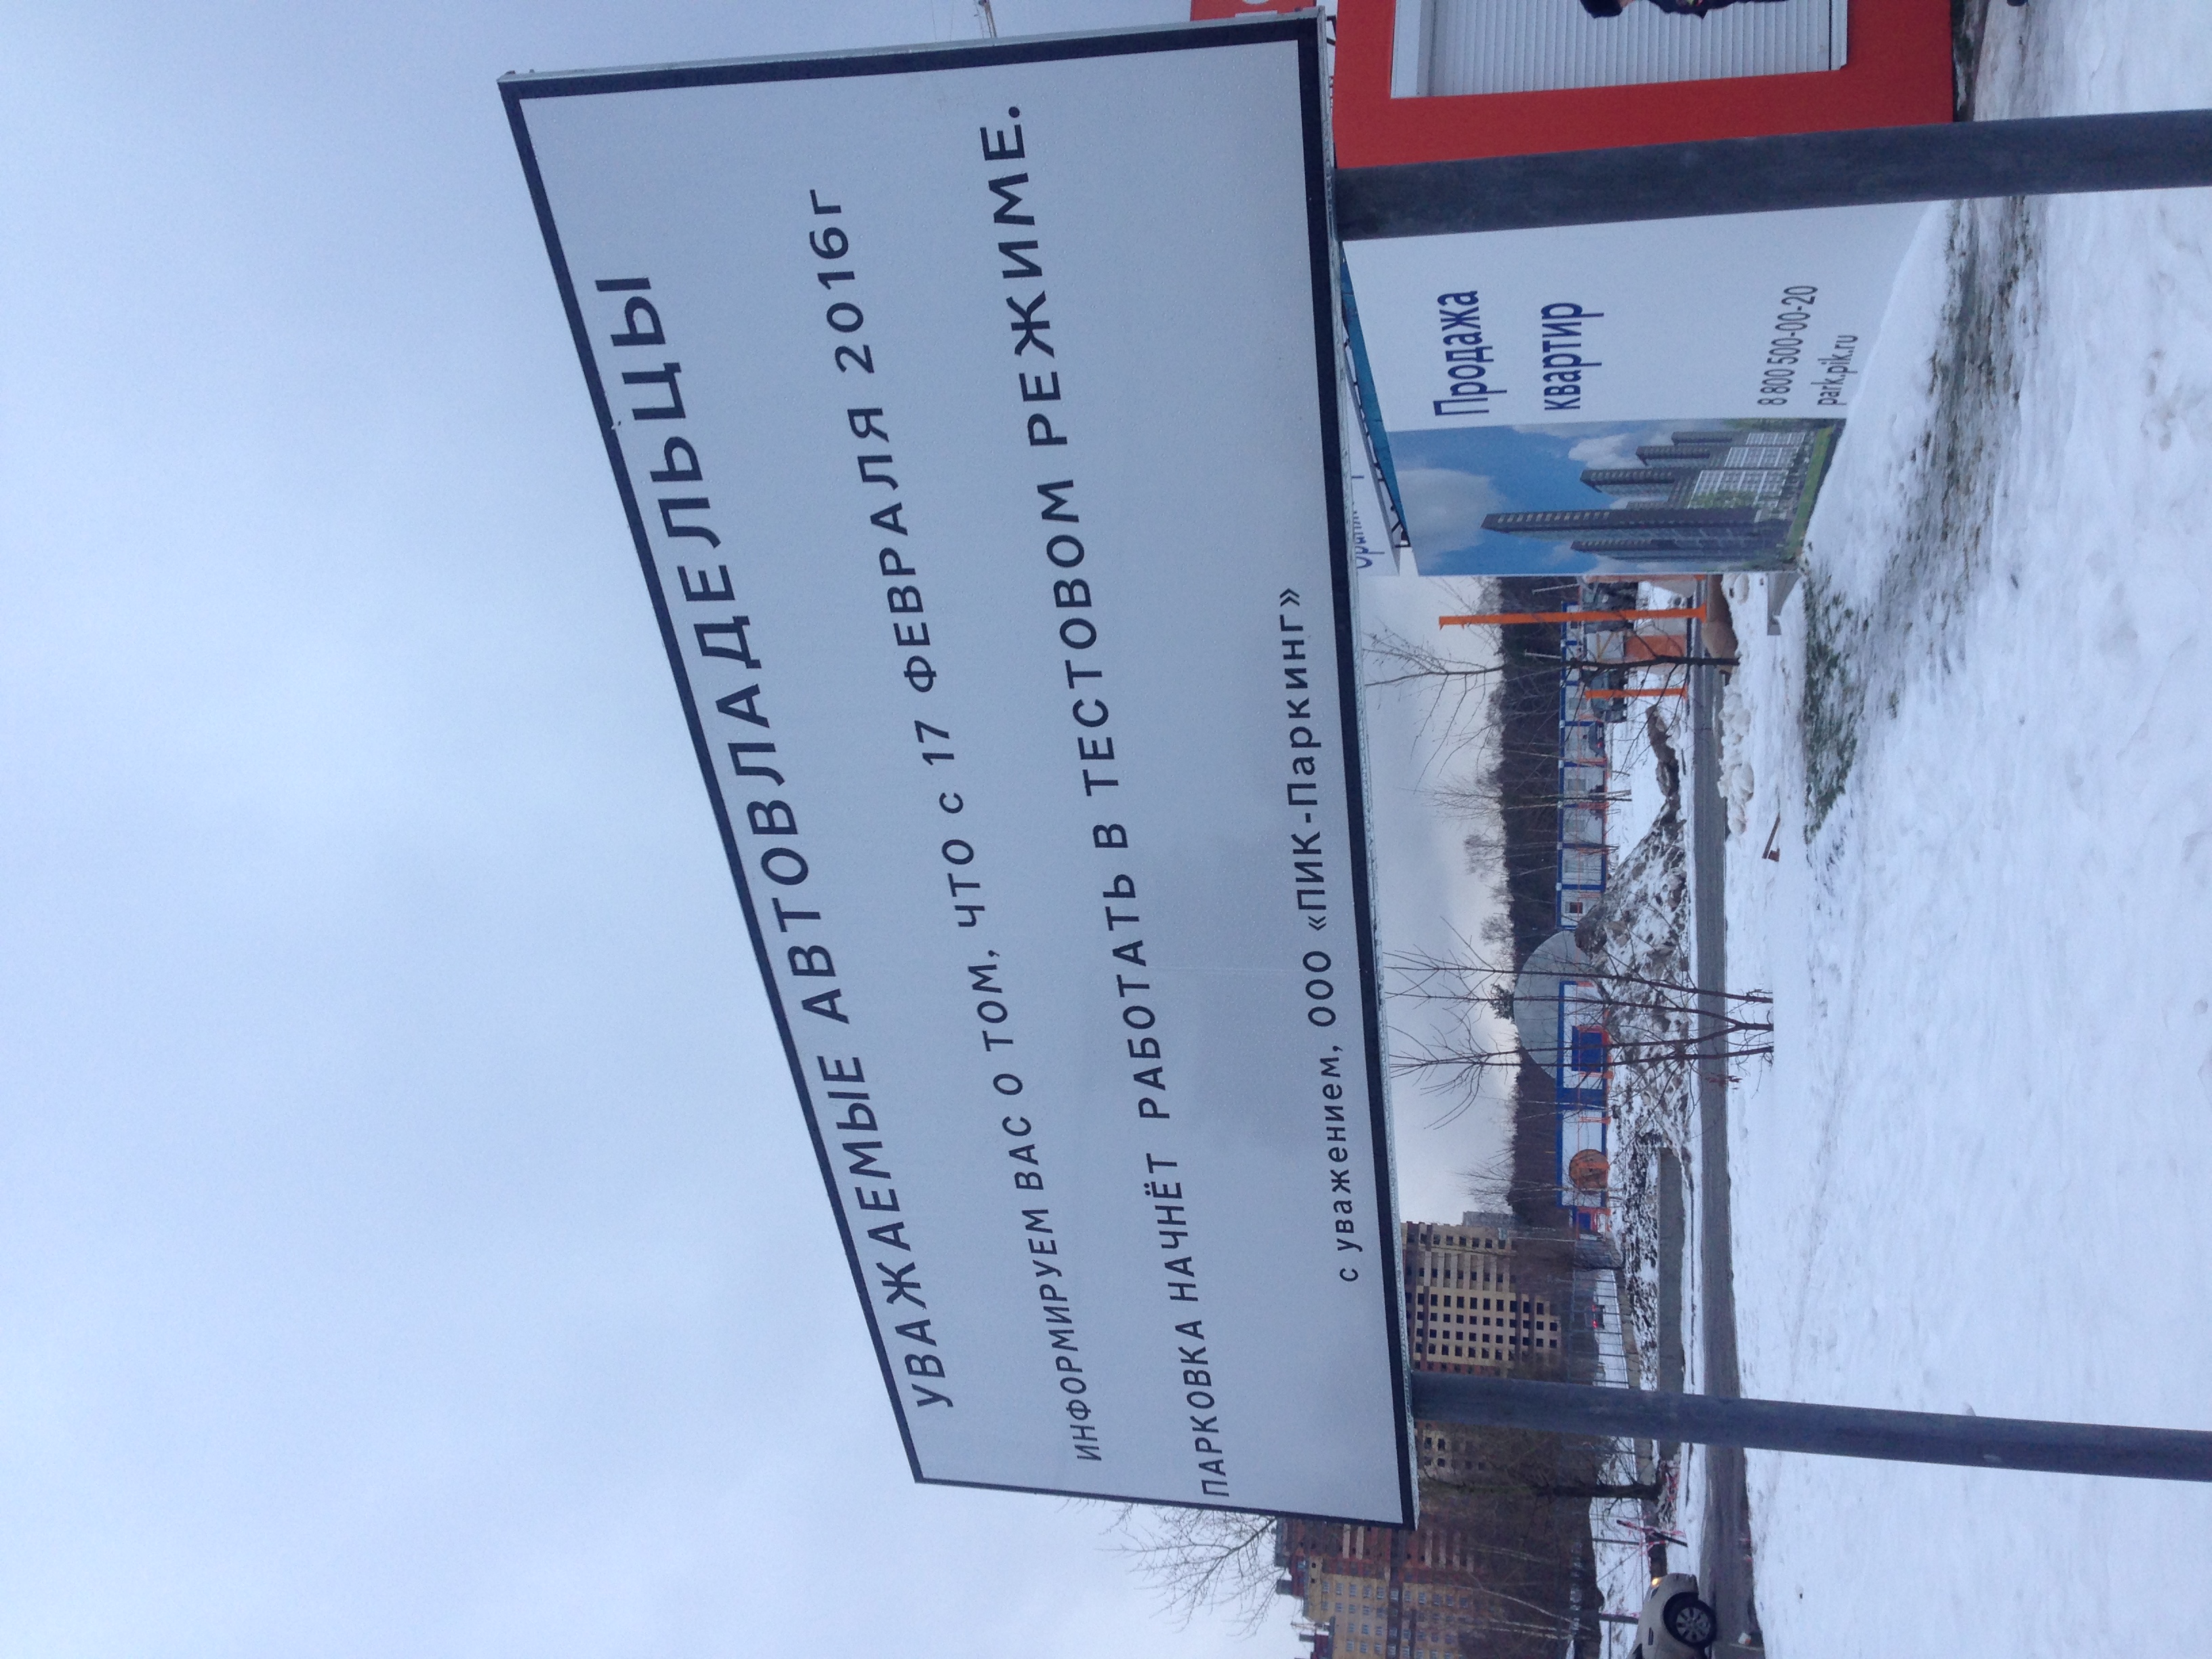 УВАЖАЕМЫЕ АВТОВЛАДЕЛЬЦЫ
ИНФОРМИРУЕМ ВАС О ТОМ, ЧТО С 17 ФЕВРАЛЯ 2016г
ПАРКОВКА НАЧНЁТ РАБОТАТЬ В ТЕСТОВОМ РЕЖИМЕ.
с уважением, ООО «ПИК-Паркинг»
Продажа
квартир
8 800 500-00-20
park.pik.ru